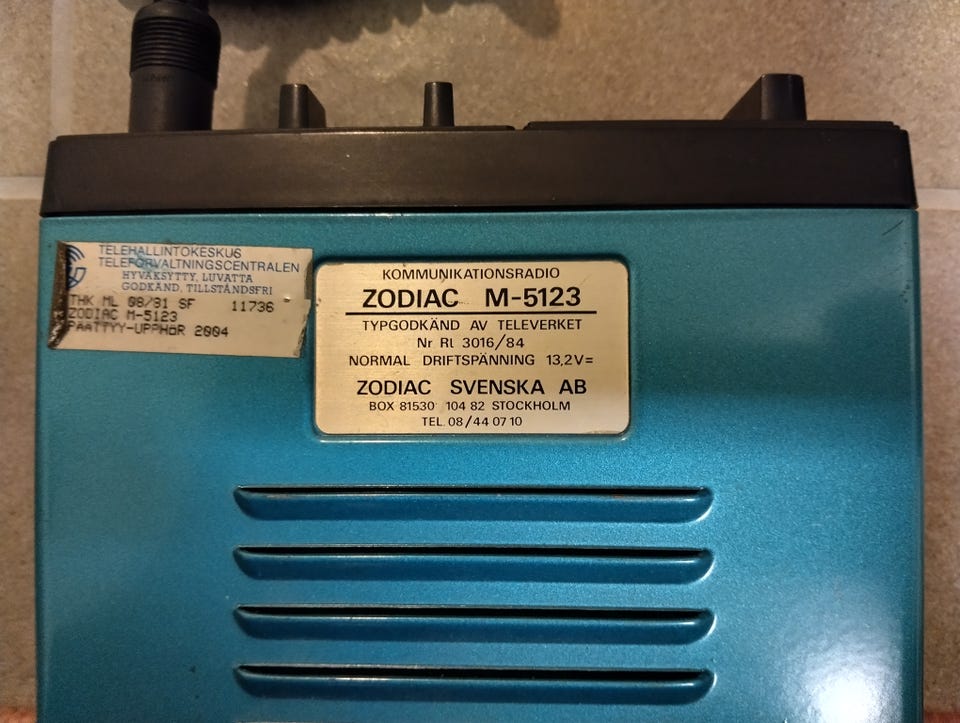 TELEHALLINTOKESKUS
TELEFÖRVALTNINGSCENTRALEN
HYVÄKSYTTY, LUVATTA
GODKÄND, TILLSTÅNDSFRI
THK ML 08/91 SF 11736
ZODIAC M-5123
PÄÄTTYY-UPPHÖR 2004
KOMMUNIKATIONSRADIO
ZODIAC M-5123
TYPGODKÄND AV TELEVERKET
Nr Rl 3016/84
NORMAL DRIFTSPÄNNING 13,2V=
ZODIAC SVENSKA AB
BOX 81530 104 82 STOCKHOLM
TEL. 08/44 07 10